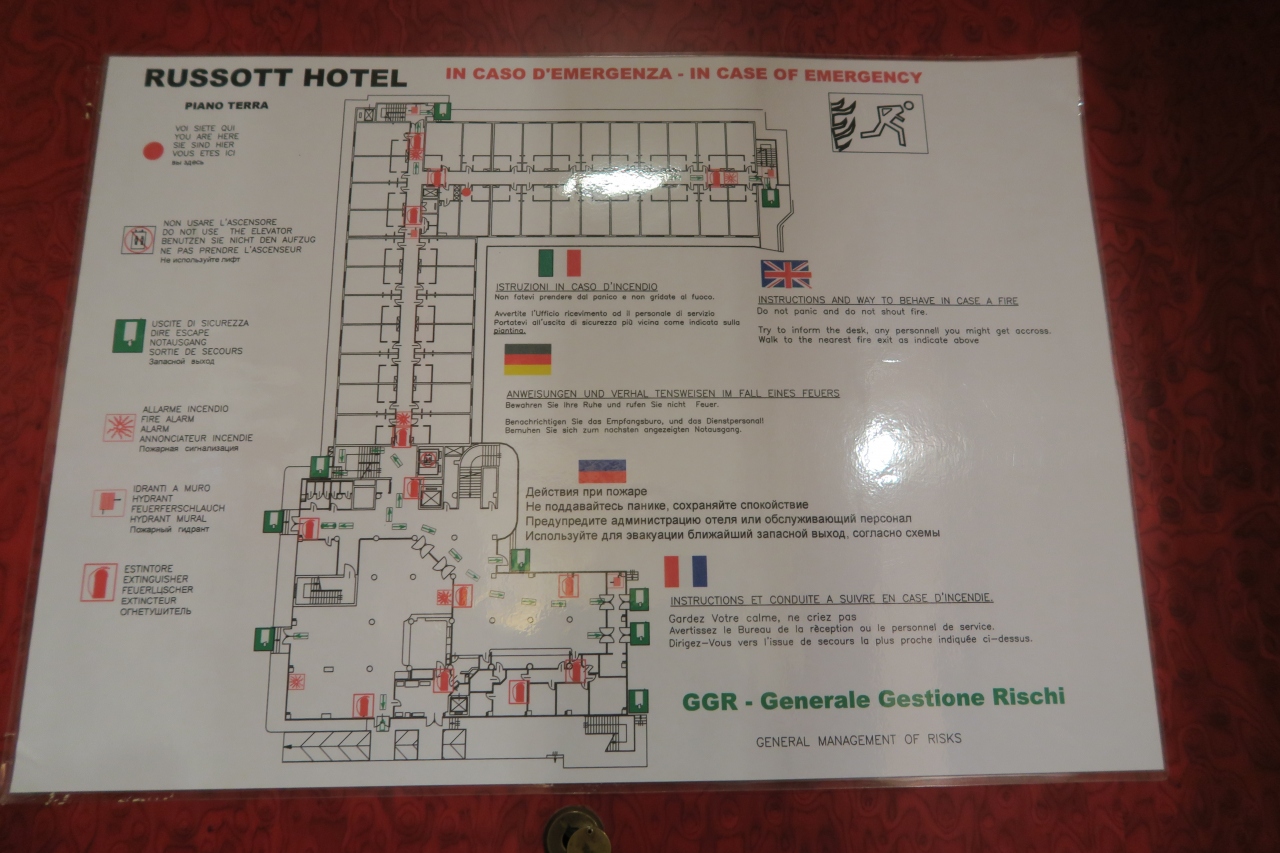 RUSSOTT HOTEL
IN CASO D'EMERGENZA - IN CASE OF EMERGENCY
PIANO TERRA
VOI SIETE QUI
YOU ARE HERE
SIE SIND HIER
VOUS ETES ICI
вы здесь
NON USARE L'ASCENSORE
DO NOT USE THE ELEVATOR
BENUTZEN SIE NICHT DEN AUFZUG
NE PAS PRENDRE L'ASCENSEUR
Не используйте лифт
USCITE DI SICUREZZA
DIRE ESCAPE
NOTAUSGANG
SORTIE DE SECOURS
Запасной выход
ALLARME INCENDIO
FIRE ALARM
ALARM
ANNONCIATEUR INCENDIE
Пожарная сигнализация
IDRANTI A MURO
HYDRANT
FEUERFERSCHLAUCH
HYDRANT MURAL
Пожарный гидрант
ESTINTORE
EXTINGUISHER
FEUERLцSCHER
EXTINCTEUR
ОГНЕТУШИТЕЛЬ
ISTRUZIONI IN CASO D'INCENDIO
Non fatevi prendere dal panico e non gridate al fuoco.
Avvertite l'Ufficio ricevimento od il personale di servizio
Portatevi all'uscita di sicurezza più vicina come indicato sulla
piantina.
INSTRUCTIONS AND WAY TO BEHAVE IN CASE A FIRE
Do not panic and do not shout fire.
Try to inform the desk, any personnell you might get accross.
Walk to the nearest fire exit as indicate above
ANWEISUNGEN UND VERHAL TENSWEISEN IM FALL EINES FEUERS
Bewahren Sie ihre Ruhe und rufen Sie nicht Feuer.
Benachrichtigen Sie das Empfangsburo, und das Dienstpersonal!
Bemuhen Sie sich zum nachsten angezeigten Notausgang.
Действия при пожаре
Не поддавайтесь панике, сохраняйте спокойствие
Предупредите администрацию отеля или обслуживающий персонал
Используйте для эвакуации ближайший запасной выход, согласно схемы
INSTRUCTIONS ET CONDUITE A SUIVRE EN CASE D'INCENDIE.
Gardez Votre calme, ne criez pas
Avertissez le Bureau de la rèception ou le personnel de service.
Dirigez-Vous vers l'issue de secours la plus proche indiquée ci-dessus.
GGR - Generale Gestione Rischi
GENERAL MANAGEMENT OF RISKS